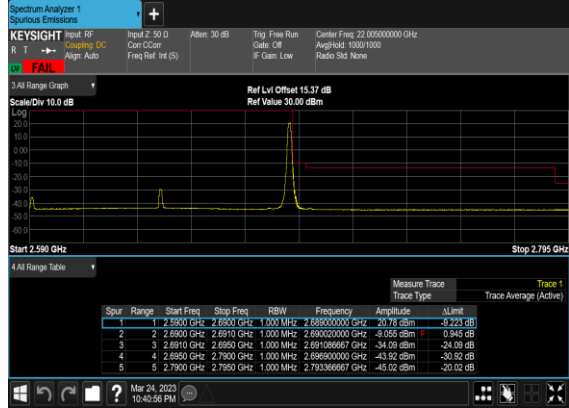 Spectrum Analyzer 1
Spurious Emissions
+
KEYSIGHT Input: RF Input Z: 50 Ω Atten: 30 dB Trig: Free Run Center Freq: 22.005000000 GHz
R T Coupling: DC Corr CCorr Gate: Off Avg|Hold: 1000/1000
Align: Auto Freq Ref: Int (S) IF Gain: Low Radio Std: None
FAIL
3 All Range Graph Ref Lvl Offset 15.37 dB
Scale/Div 10.0 dB Ref Value 30.00 dBm
Log
20.0
10.0
0.00
-10.0
-20.0
-30.0
-40.0
-50.0
-60.0
Start 2.590 GHz Stop 2.795 GHz
4 All Range Table
Measure Trace Trace 1
Trace Type Trace Average (Active)
Spur Range Start Freq Stop Freq RBW Frequency Amplitude ΔLimit
1 1 2.5900 GHz 2.6900 GHz 1.000 MHz 2.689000000 GHz 20.78 dBm -9.223 dB
2 2 2.6900 GHz 2.6910 GHz 1.000 MHz 2.690020000 GHz -9.055 dBm F 0.945 dB
3 3 2.6910 GHz 2.6950 GHz 1.000 MHz 2.691086667 GHz -34.09 dBm -24.09 dB
4 4 2.6950 GHz 2.7900 GHz 1.000 MHz 2.696900000 GHz -43.92 dBm -30.92 dB
5 5 2.7900 GHz 2.7950 GHz 1.000 MHz 2.793366667 GHz -45.02 dBm -20.02 dB
? Mar 24, 2023
10:40:56 PM